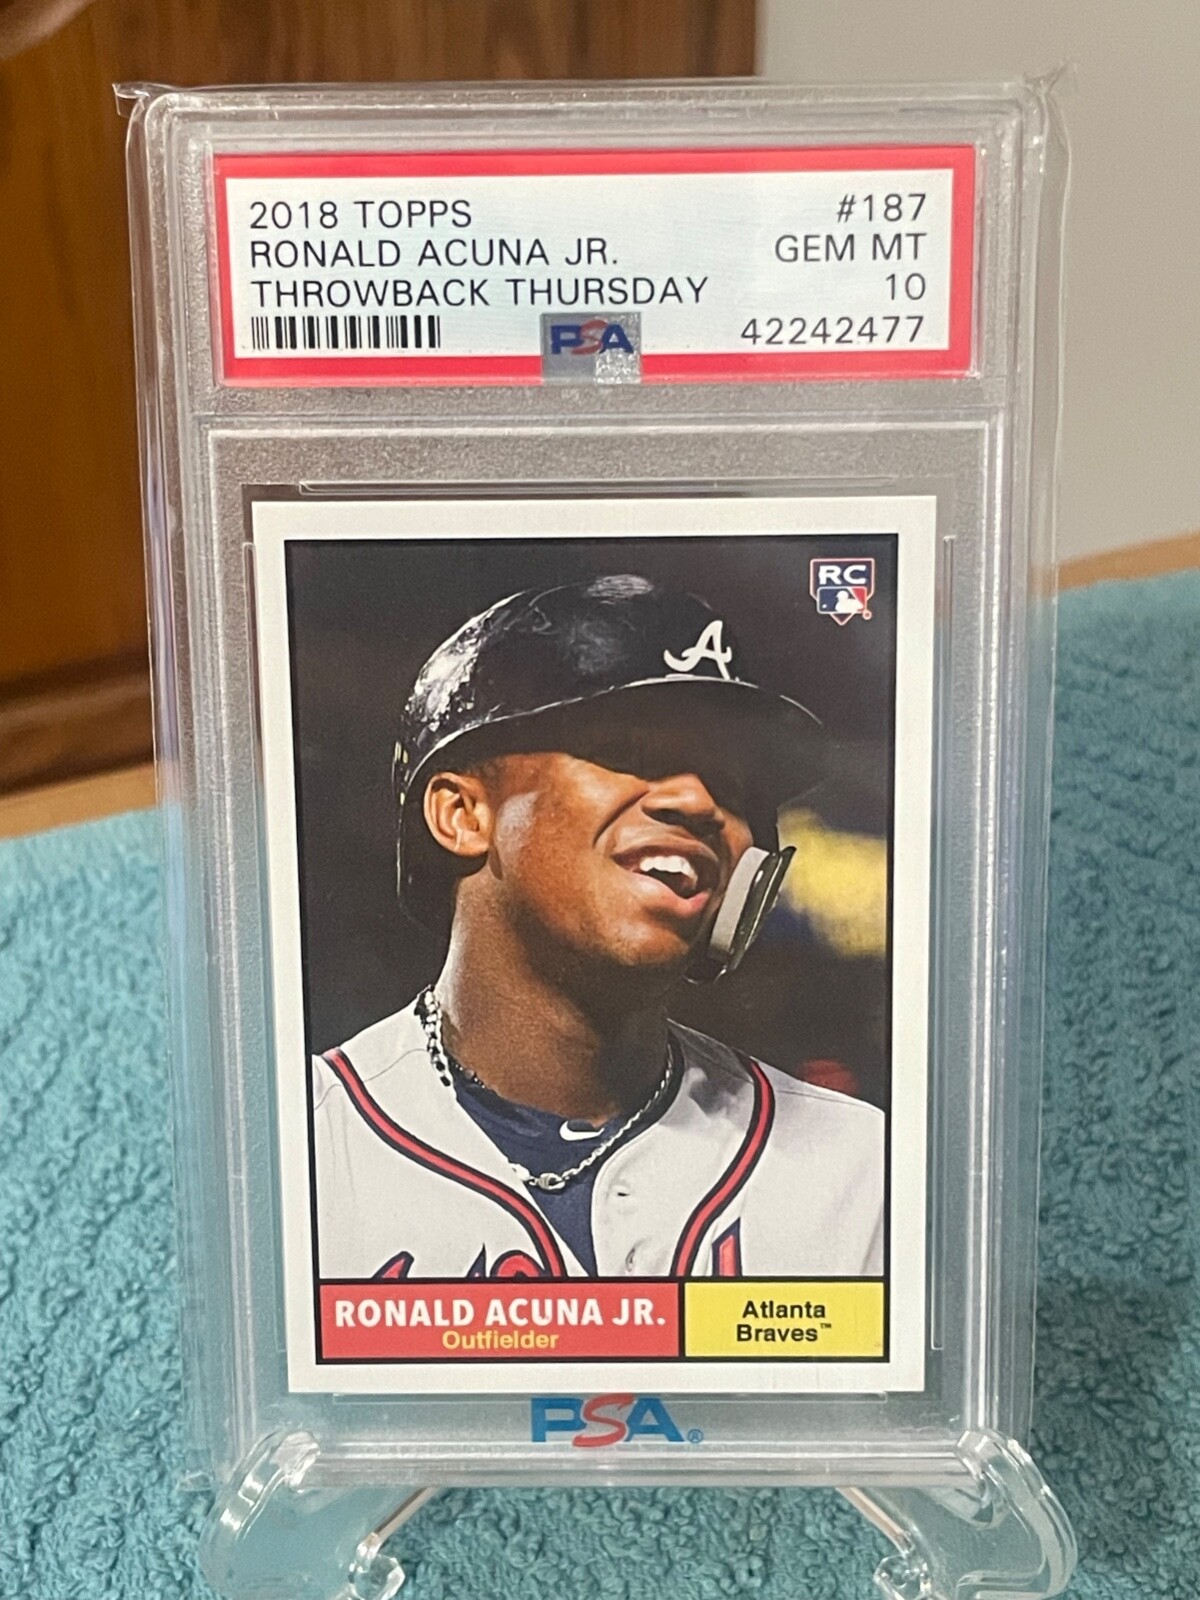 2018 TOPPS #187
RONALD ACUNA JR. GEM MT
THROWBACK THURSDAY 10
PSA 42242477
RC
A
RONALD ACUNA JR.
Outfielder
Atlanta
Braves™
PSA®